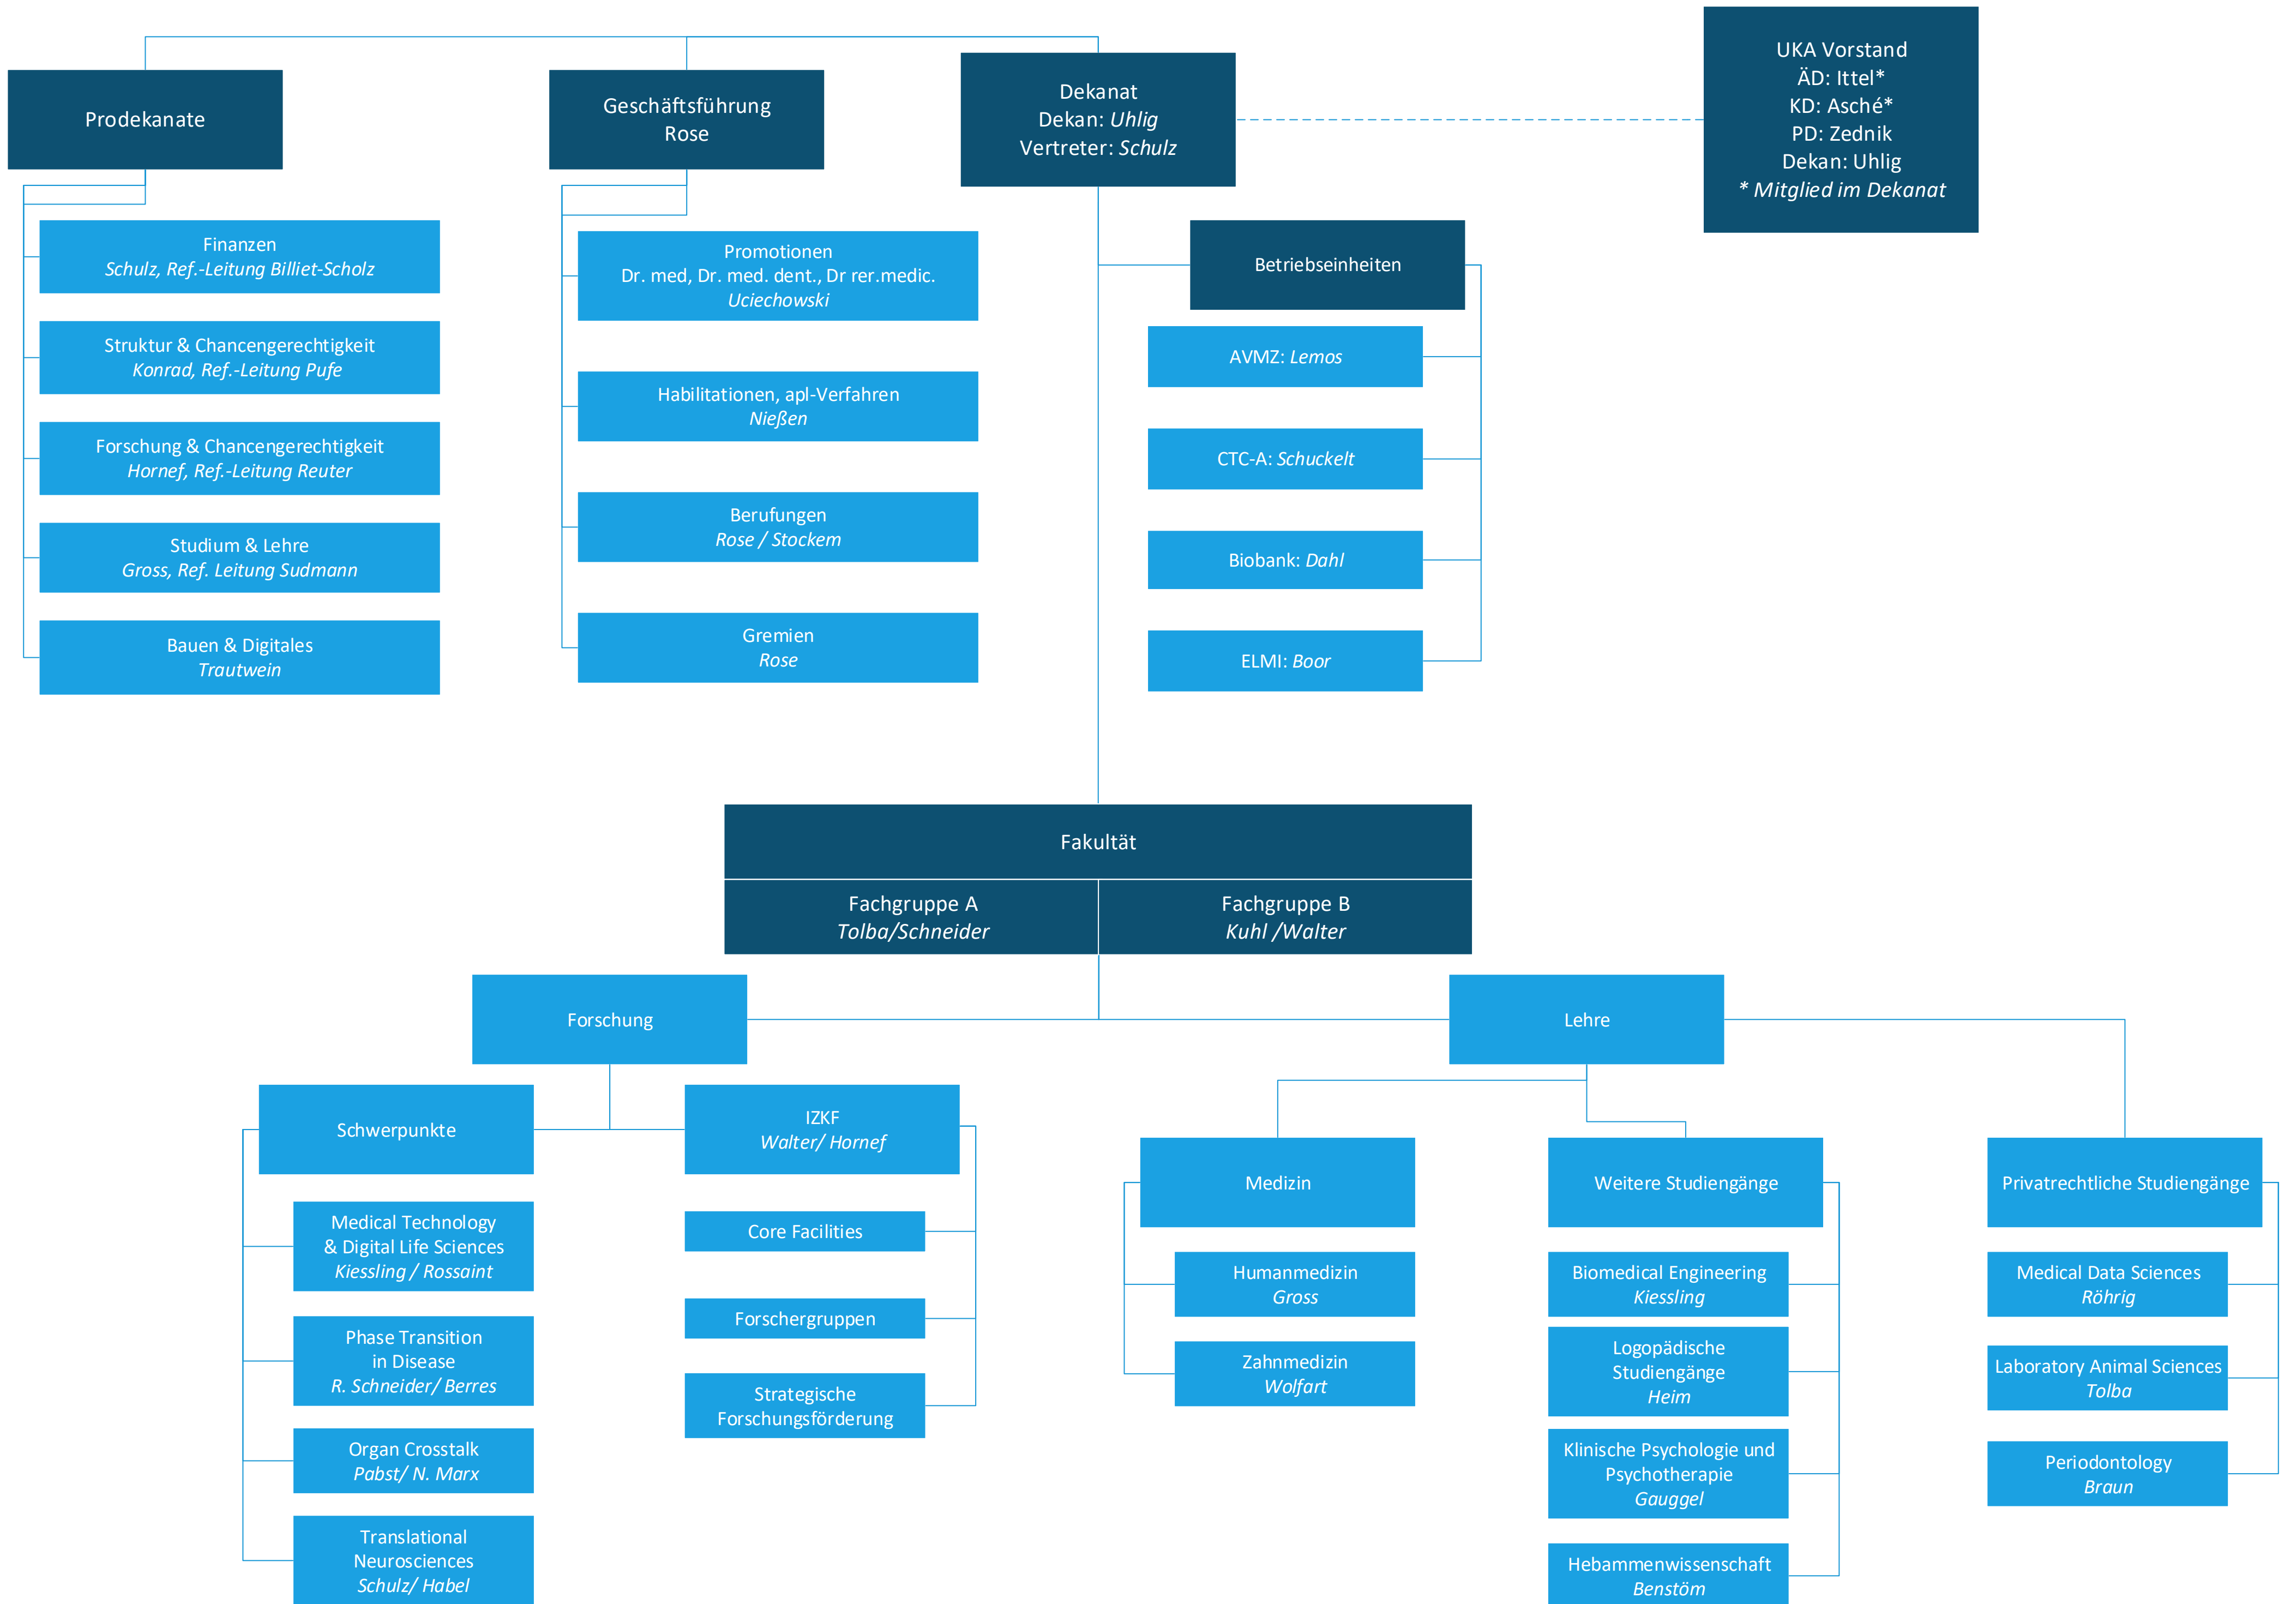 Prodekanate
Geschäftsführung
Rose
Dekanat
Dekan: Uhlig
Vertreter: Schulz
UKA Vorstand
ÄD: Ittel*
KD: Asché*
PD: Zednik
Dekan: Uhlig
* Mitglied im Dekanat
Finanzen
Schulz, Ref.-Leitung Billiet-Scholz
Struktur & Chancengerechtigkeit
Konrad, Ref.-Leitung Pufe
Forschung & Chancengerechtigkeit
Hornef, Ref.-Leitung Reuter
Studium & Lehre
Gross, Ref. Leitung Sudmann
Bauen & Digitales
Trautwein
Promotionen
Dr. med, Dr. med. dent., Dr rer.medic.
Uciechowski
Habilitationen, apl-Verfahren
Nießen
Berufungen
Rose / Stockem
Gremien
Rose
Betriebseinheiten
AVMZ: Lemos
CTC-A: Schuckelt
Biobank: Dahl
ELMI: Boor
Fakultät
Fachgruppe A
Tolba/Schneider
Fachgruppe B
Kuhl /Walter
Forschung
Schwerpunkte
Medical Technology
& Digital Life Sciences
Kiessling / Rossaint
Phase Transition
in Disease
R. Schneider/ Berres
Organ Crosstalk
Pabst/ N. Marx
Translational
Neurosciences
Schulz/ Habel
IZKF
Walter/ Hornef
Core Facilities
Forschergruppen
Strategische
Forschungsförderung
Lehre
Medizin
Humanmedizin
Gross
Zahnmedizin
Wolfart
Weitere Studiengänge
Biomedical Engineering
Kiessling
Logopädische
Studiengänge
Heim
Klinische Psychologie und
Psychotherapie
Gauggel
Hebammenwissenschaft
Benstöm
Privatrechtliche Studiengänge
Medical Data Sciences
Röhrig
Laboratory Animal Sciences
Tolba
Periodontology
Braun